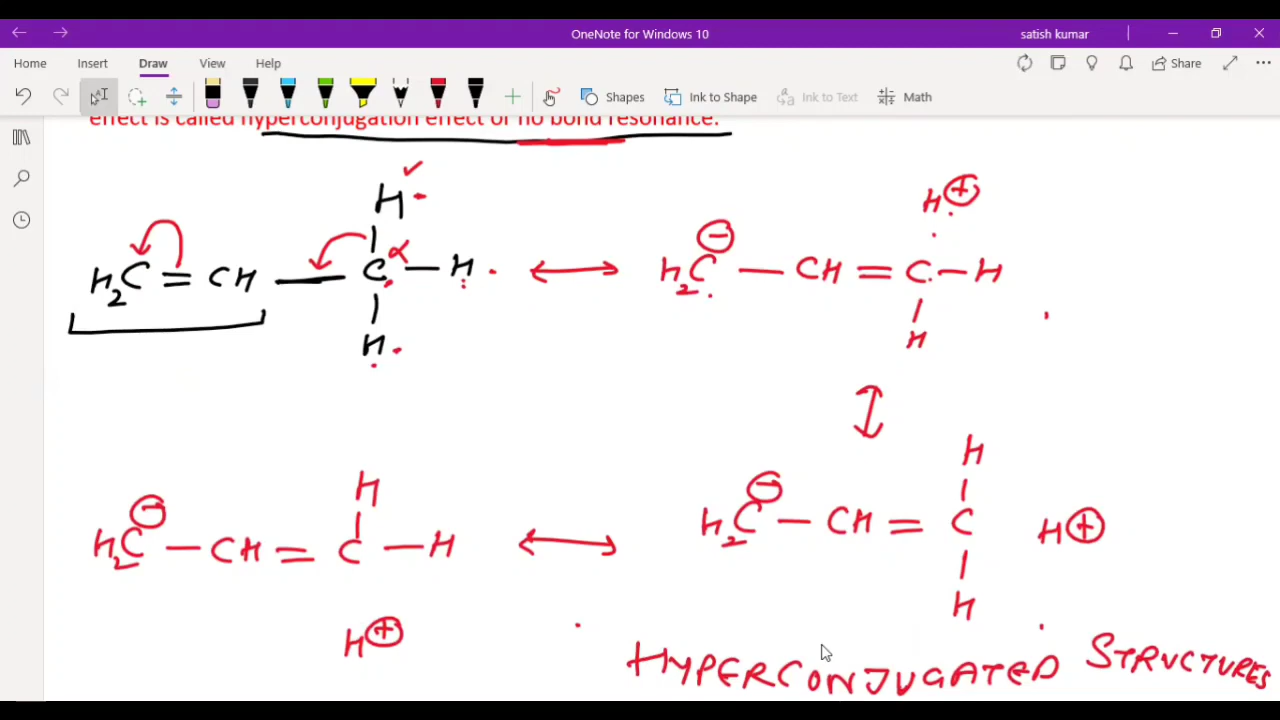 OneNote for Windows 10
satish kumar
Home Insert Draw View Help
Share
Shapes Ink to Shape Ink to Text Math
effect is called hyperconjugation effect or no bond resonance.
H ✓
H₂C = CH — C α — H
H
H ⊕
H₂C ⊖ — CH = C — H
H
H₂C ⊖ — CH = C — H
H
H ⊕
H
H₂C ⊖ — CH = C H ⊕
H
HYPERCONJUGATED STRUCTURES